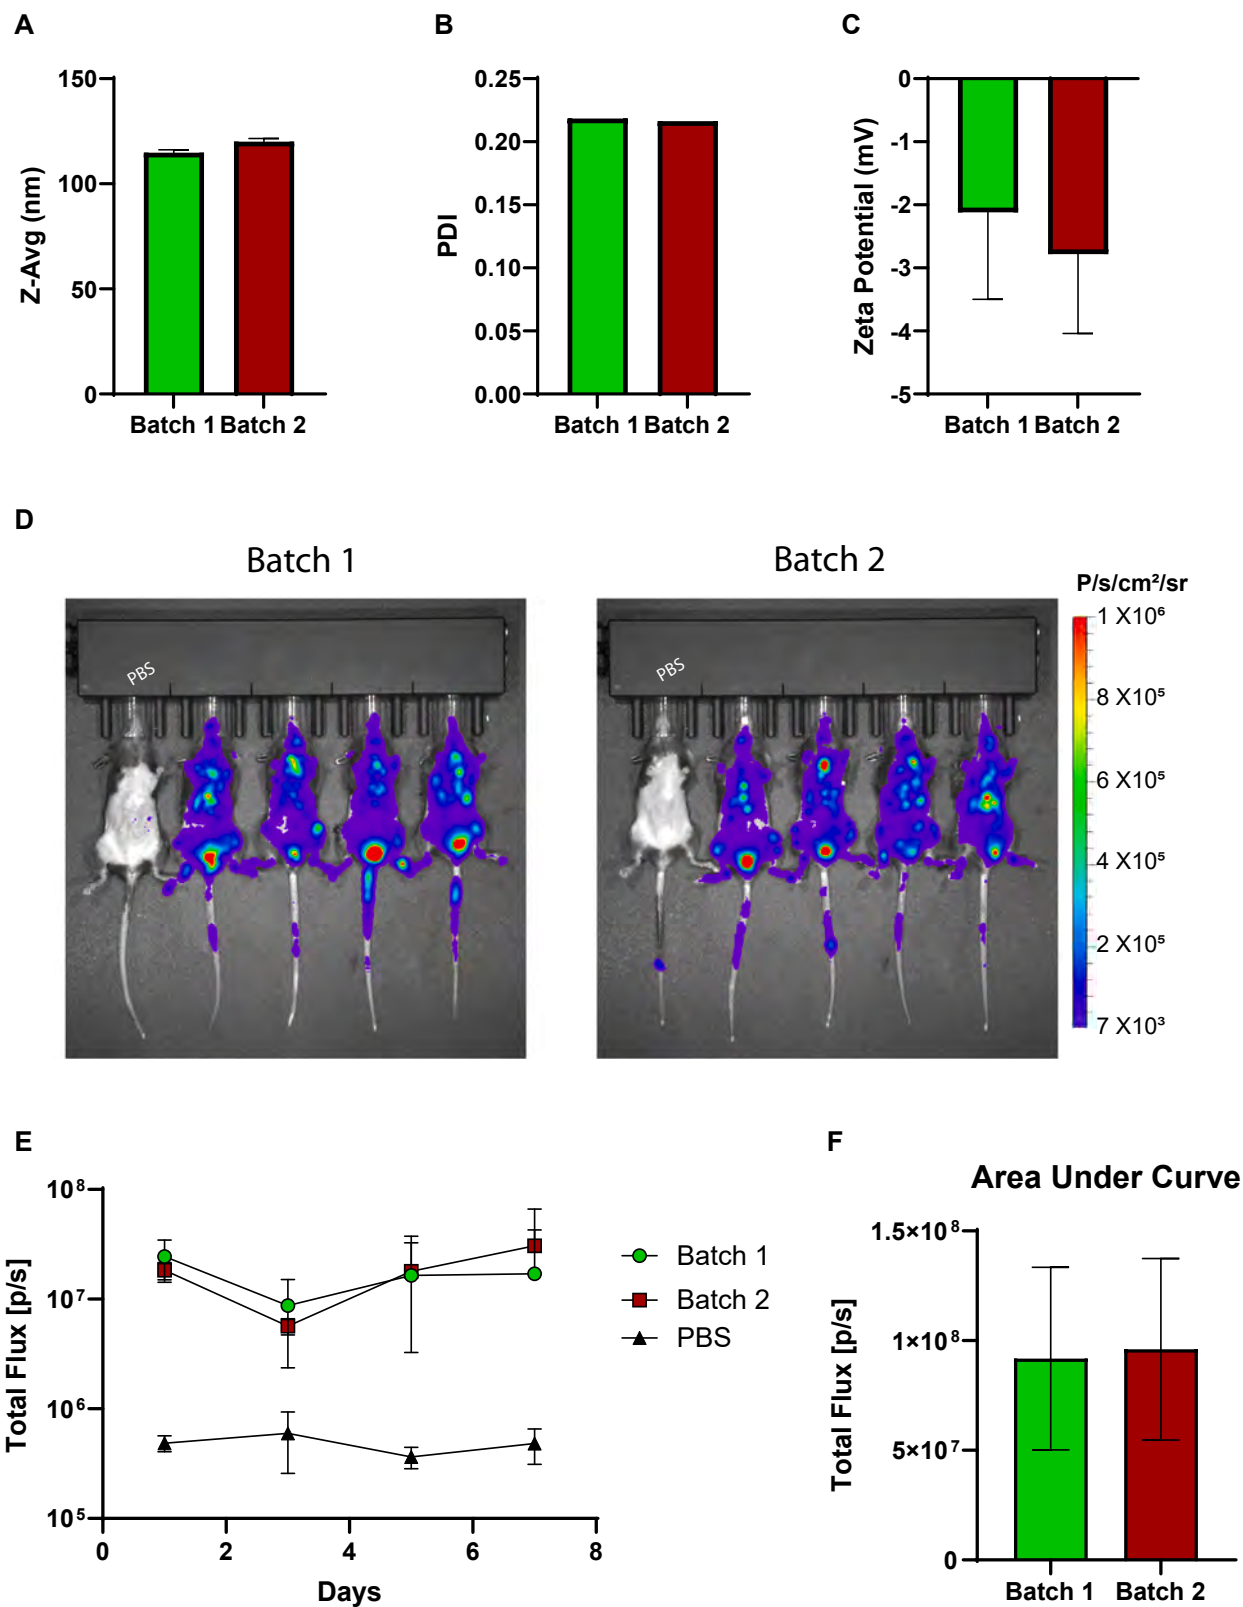 A
B
C
150
100
50
0
Z-Avg (nm)
Batch 1 Batch 2
0.25
0.20
0.15
0.10
0.05
0.00
PDI
Batch 1 Batch 2
0
-1
-2
-3
-4
-5
Zeta Potential (mV)
Batch 1 Batch 2
D
Batch 1
Batch 2
PBS
PBS
P/s/cm²/sr
1 X10⁶
8 X10⁵
6 X10⁵
4 X10⁵
2 X10⁵
7 X10³
E
10⁸
10⁷
10⁶
10⁵
Total Flux [p/s]
0 2 4 6 8
Days
Batch 1
Batch 2
PBS
F
Area Under Curve
1.5×10⁸
1×10⁸
5×10⁷
0
Total Flux [p/s]
Batch 1 Batch 2